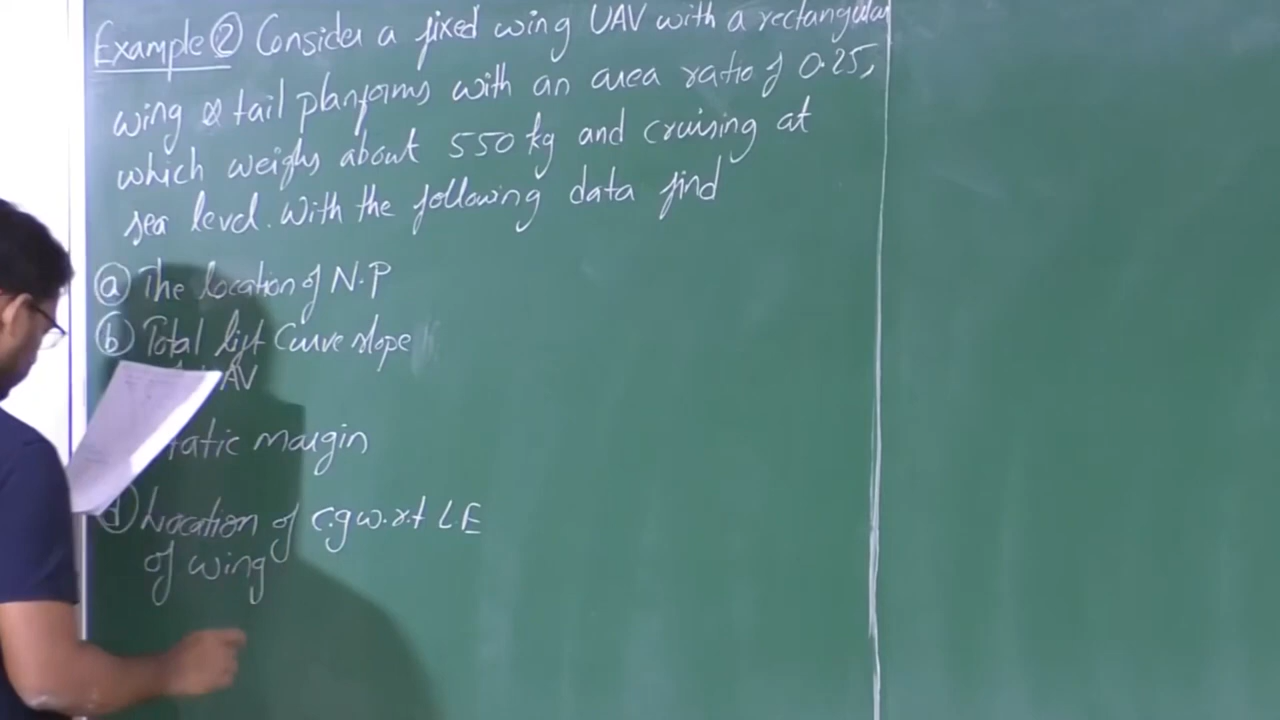 Example ② Consider a fixed wing UAV with a rectangular
wing & tail planforms with an area ratio of 0.25,
which weighs about 550 kg and cruising at
sea level. With the following data find
ⓐ The location of N.P
ⓑ Total lift curve slope
UAV
static margin
ⓓ Location of c.g w.r.t L.E
of wing